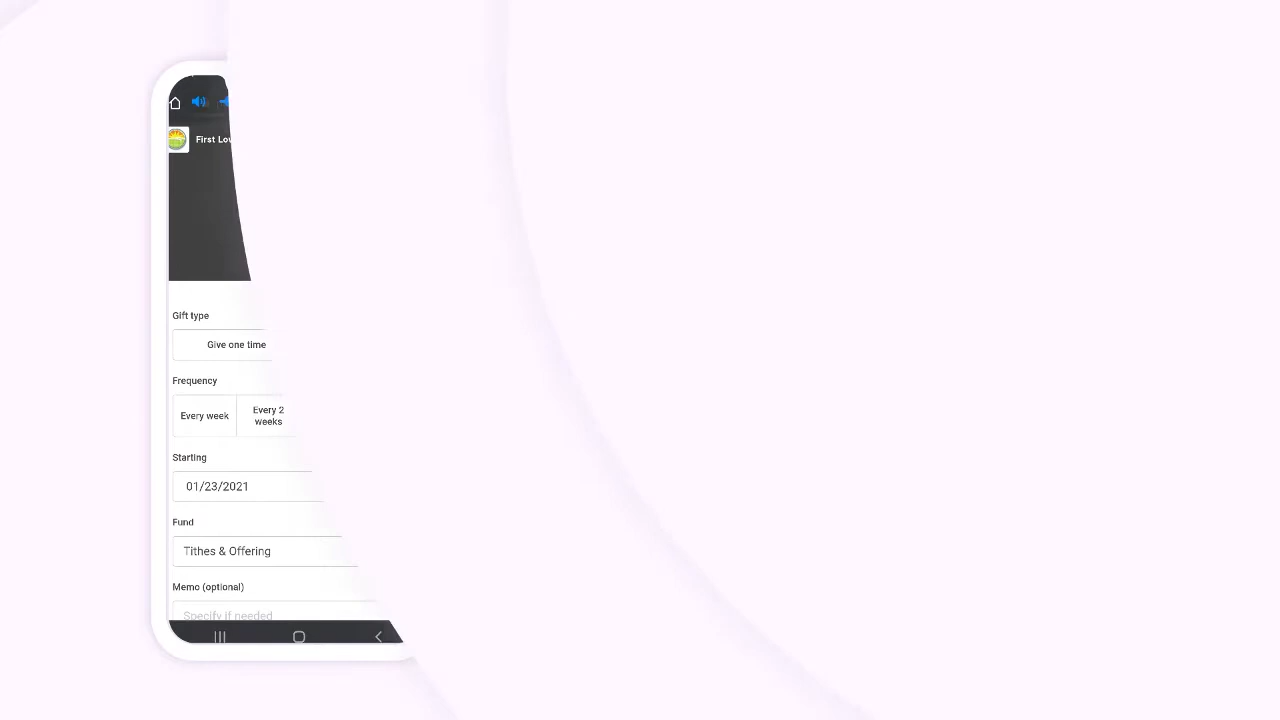 First
Gift type
Give one time
Frequency
Every week
Every 2
weeks
Starting
01/23/2021
Fund
Tithes & Offering
Memo (optional)
Specify if needed